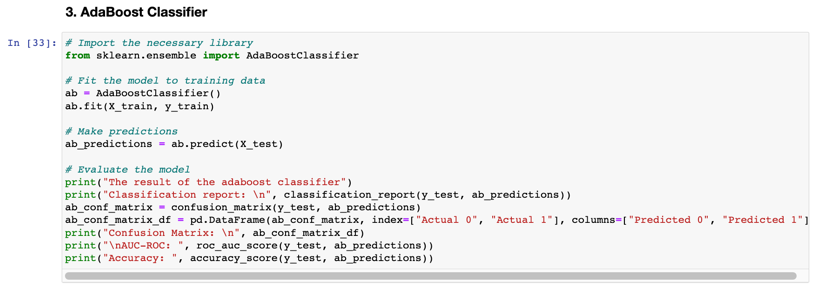 3. AdaBoost Classifier
In [33]:
# Import the necessary library
from sklearn.ensemble import AdaBoostClassifier
# Fit the model to training data
ab = AdaBoostClassifier()
ab.fit(X_train, y_train)
# Make predictions
ab_predictions = ab.predict(X_test)
# Evaluate the model
print("The result of the adaboost classifier")
print("Classification report: \n", classification_report(y_test, ab_predictions))
ab_conf_matrix = confusion_matrix(y_test, ab_predictions)
ab_conf_matrix_df = pd.DataFrame(ab_conf_matrix, index=["Actual 0", "Actual 1"], columns=["Predicted 0", "Predicted 1"]
print("Confusion Matrix: \n", ab_conf_matrix_df)
print("\nAUC-ROC: ", roc_auc_score(y_test, ab_predictions))
print("Accuracy: ", accuracy_score(y_test, ab_predictions))